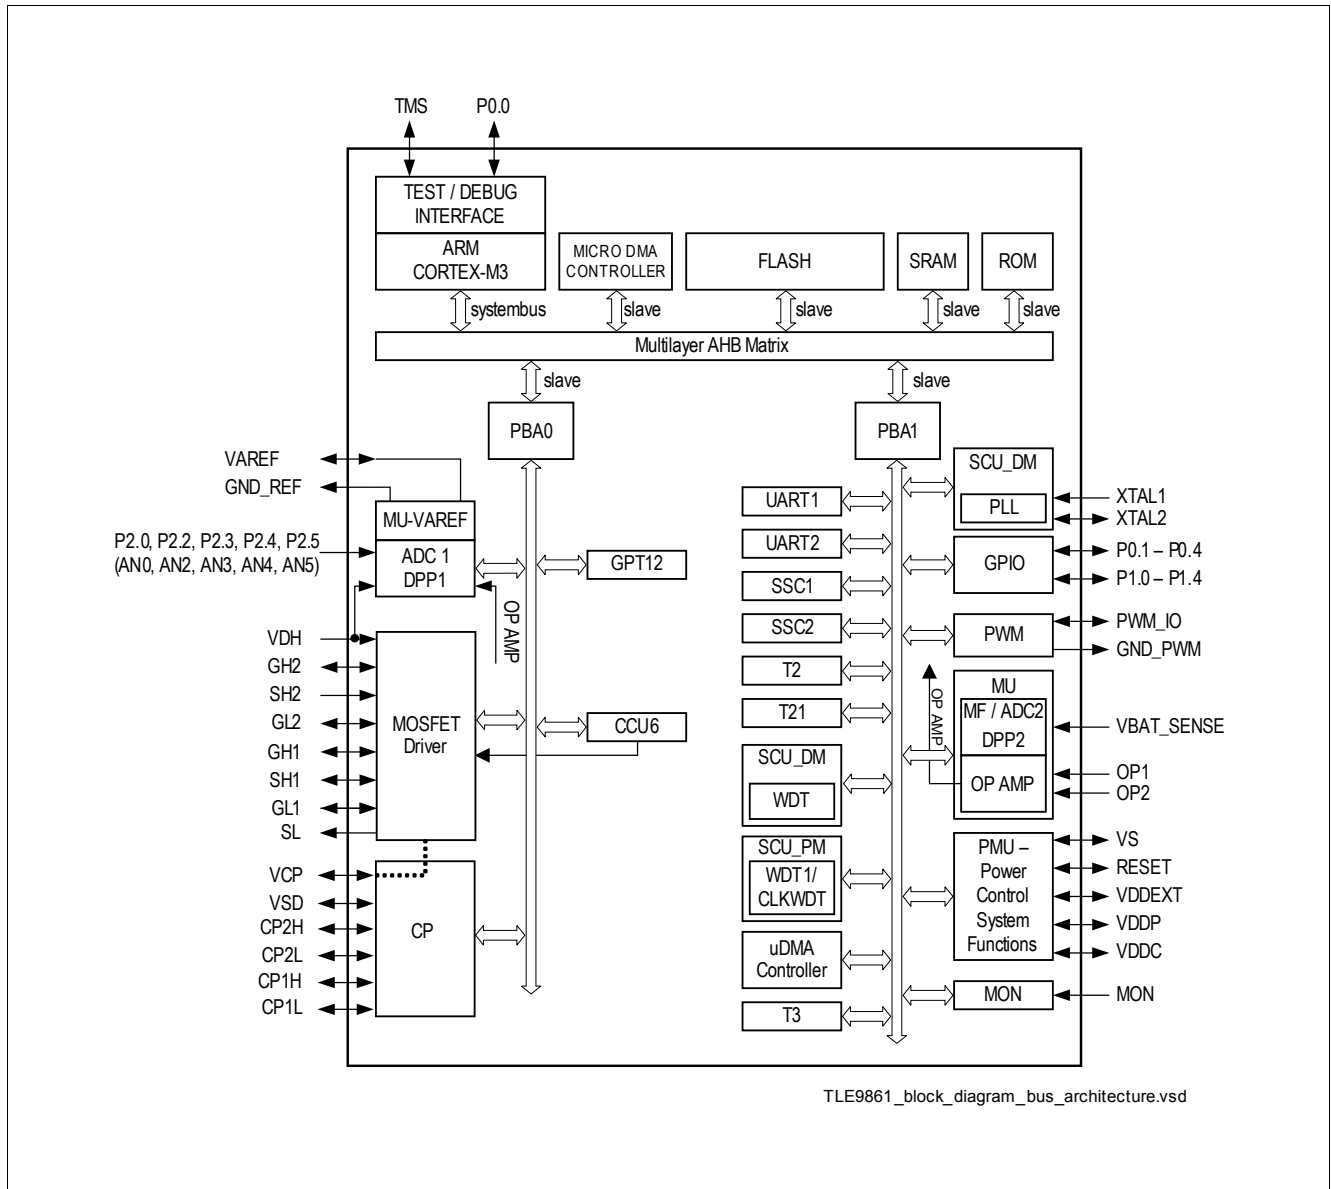 TMS
P0.0
TEST / DEBUG
INTERFACE
ARM
CORTEX-M3
MICRO DMA
CONTROLLER
FLASH
SRAM
ROM
systembus
slave
slave
slave
slave
Multilayer AHB Matrix
slave
slave
PBA0
PBA1
VAREF
GND_REF
MU-VAREF
P2.0, P2.2, P2.3, P2.4, P2.5
(AN0, AN2, AN3, AN4, AN5)
ADC 1
DPP1
OP AMP
GPT12
VDH
GH2
SH2
GL2
GH1
SH1
GL1
SL
MOSFET
Driver
CCU6
VCP
VSD
CP2H
CP2L
CP1H
CP1L
CP
UART1
UART2
SSC1
SSC2
T2
T21
SCU_DM
WDT
SCU_PM
WDT1/
CLKWDT
uDMA
Controller
T3
SCU_DM
PLL
XTAL1
XTAL2
GPIO
P0.1 – P0.4
P1.0 – P1.4
PWM
PWM_IO
GND_PWM
OP AMP
MU
MF / ADC2
DPP2
OP AMP
VBAT_SENSE
OP1
OP2
PMU –
Power
Control
System
Functions
VS
RESET
VDDEXT
VDDP
VDDC
MON
MON
TLE9861_block_diagram_bus_architecture.vsd